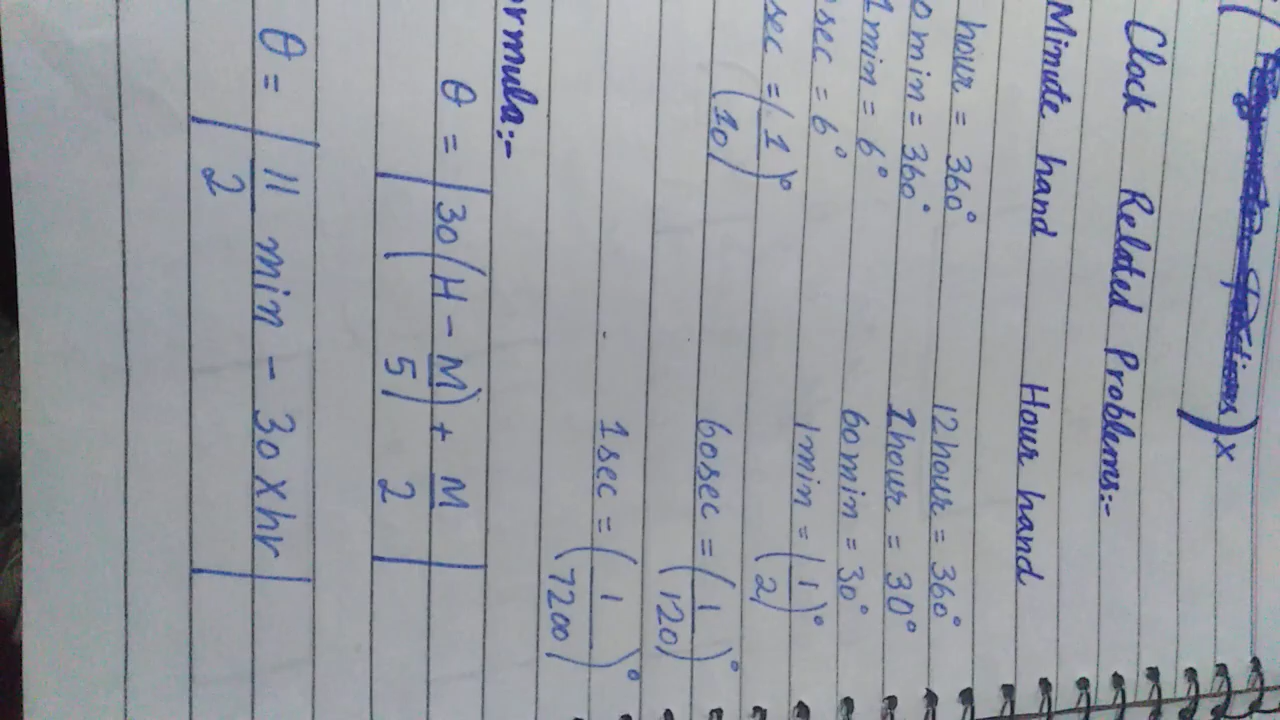 Clock Related Problems:-
Minute hand Hour hand
hour = 360° 12 hour = 360°
0 min = 360° 1 hour = 30°
1 min = 6° 60 min = 30°
sec = 6° 1 min = (1/2)°
sec = (1/10)° 60 sec = (1/120)°
1 sec = (1/7200)°
ormula:-
θ = |30(H - M/5) + M/2|
θ = |11/2 min - 30 x hr|